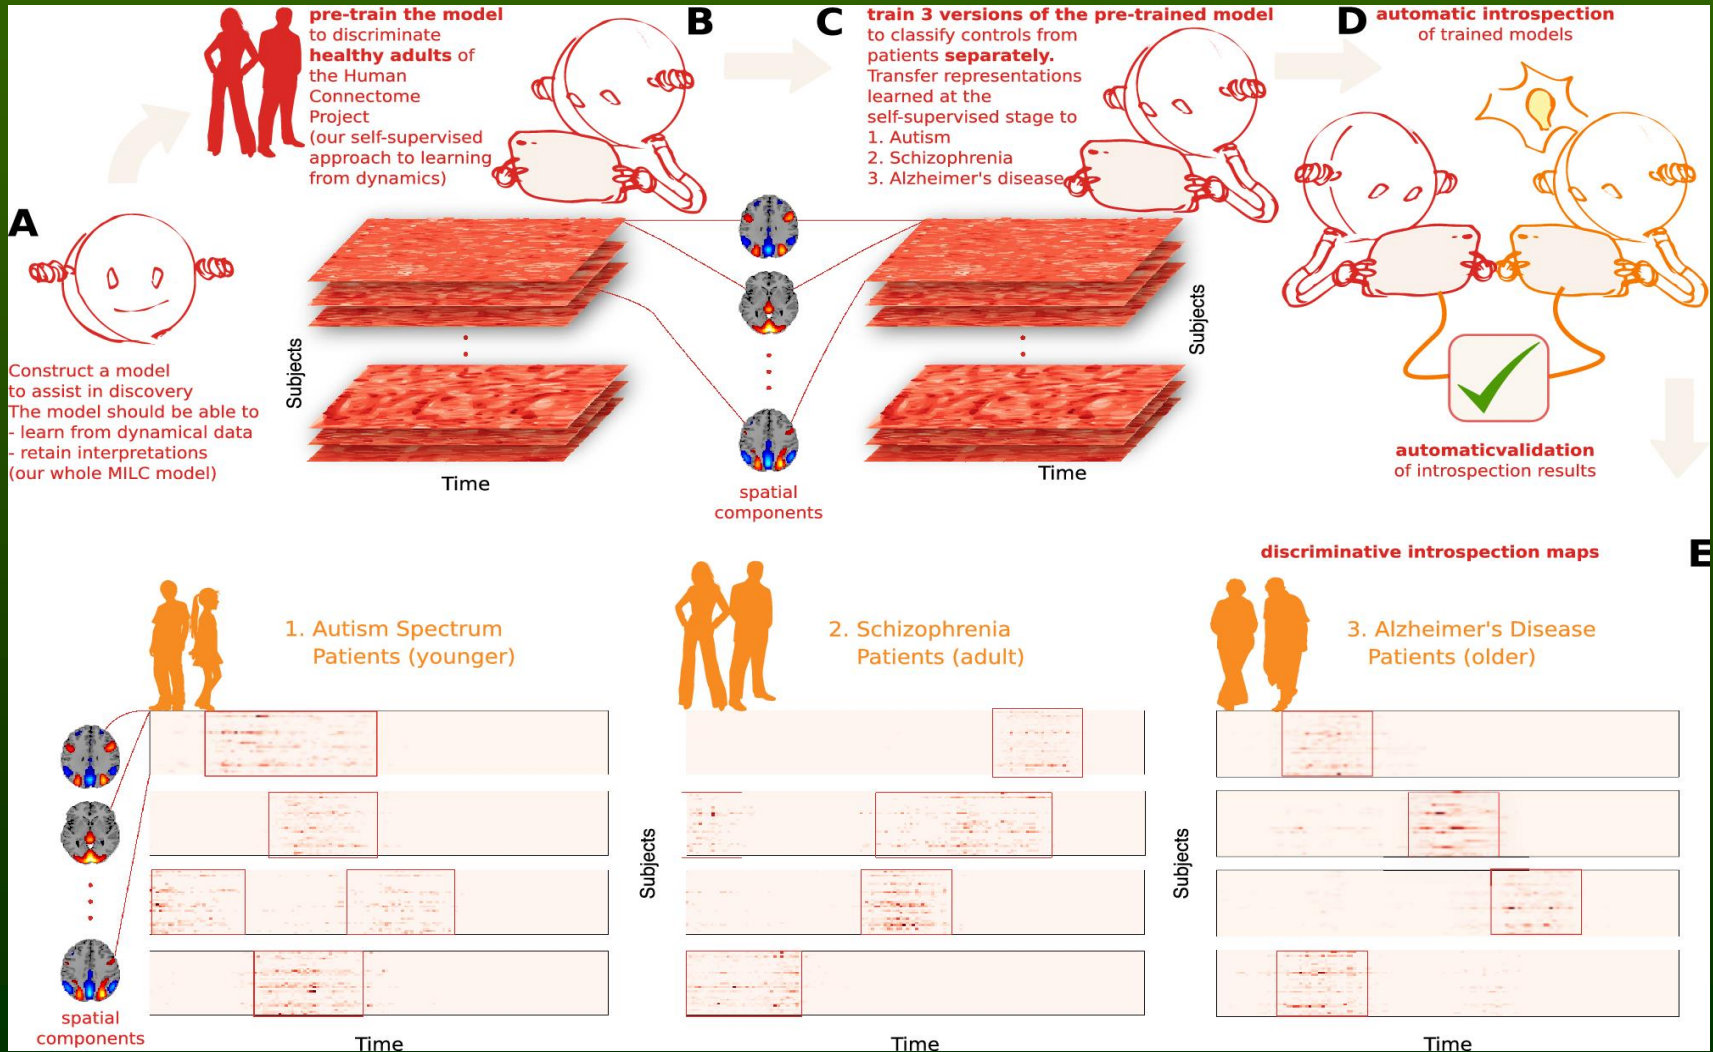 A
Construct a model
to assist in discovery
The model should be able to
- learn from dynamical data
- retain interpretations
(our whole MILC model)
B
pre-train the model
to discriminate
healthy adults of
the Human
Connectome
Project
(our self-supervised
approach to learning
from dynamics)
Subjects
Time
spatial
components
C
train 3 versions of the pre-trained model
to classify controls from
patients separately.
Transfer representations
learned at the
self-supervised stage to
1. Autism
2. Schizophrenia
3. Alzheimer's disease
Subjects
Time
D
automatic introspection
of trained models
automaticvalidation
of introspection results
E
discriminative introspection maps
1. Autism Spectrum
Patients (younger)
2. Schizophrenia
Patients (adult)
3. Alzheimer's Disease
Patients (older)
spatial
components
Time
Subjects
Time
Subjects
Time